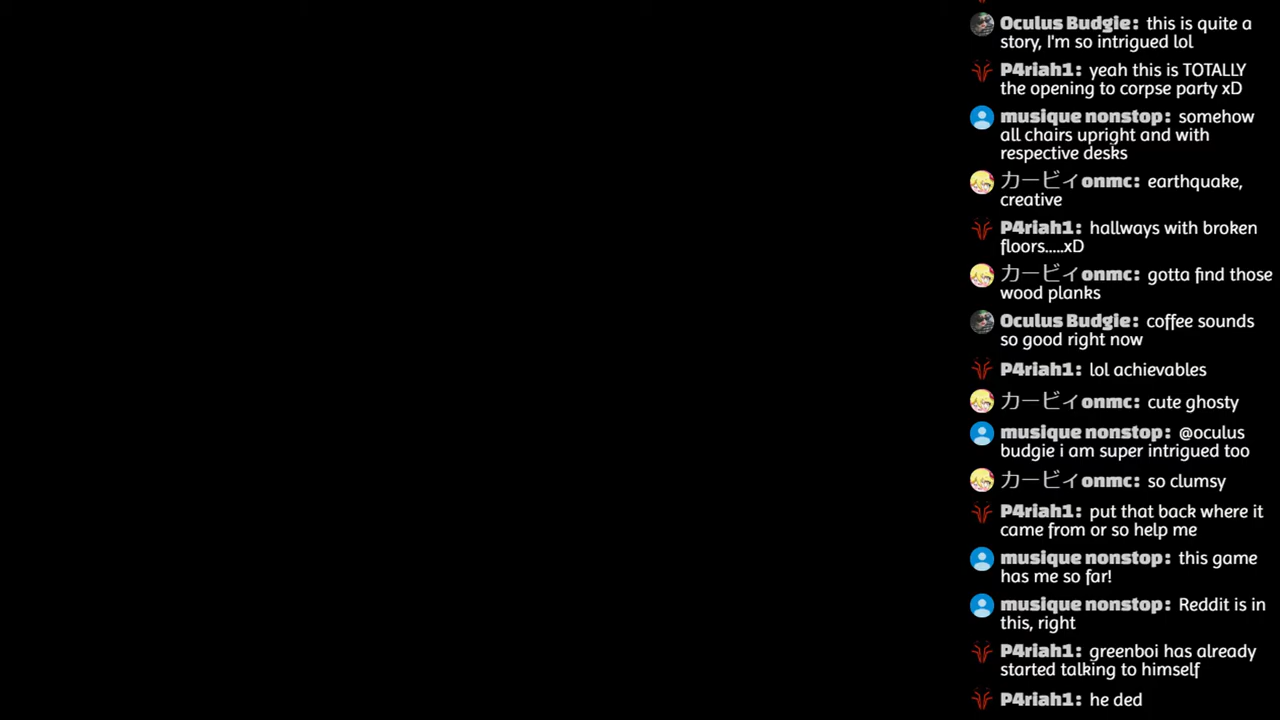 Oculus Budgie: this is quite a
story, I'm so intrigued lol
P4riah1: yeah this is TOTALLY
the opening to corpse party xD
musique nonstop: somehow
all chairs upright and with
respective desks
カービィonmc: earthquake,
creative
P4riah1: hallways with broken
floors.....xD
カービィonmc: gotta find those
wood planks
Oculus Budgie: coffee sounds
so good right now
P4riah1: lol achievables
カービィonmc: cute ghosty
musique nonstop: @oculus
budgie i am super intrigued too
カービィonmc: so clumsy
P4riah1: put that back where it
came from or so help me
musique nonstop: this game
has me so far!
musique nonstop: Reddit is in
this, right
P4riah1: greenboi has already
started talking to himself
P4riah1: he ded